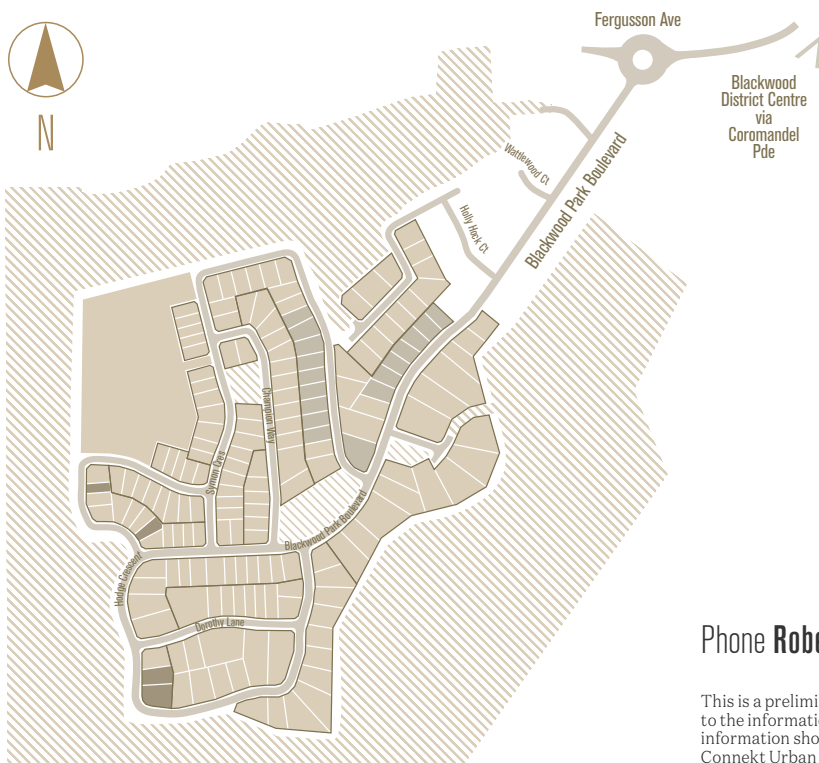 Fergusson Ave
N
Blackwood
District Centre
via
Coromandel
Pde
Wattlewood Ct
Blackwood Park Boulevard
Holly Hock Ct
Champion Way
Symon Cres
Blackwood Park Boulevard
Hodge Crescent
Dorothy Lane
Phone Robe
This is a prelimi
to the informatio
information sho
Connekt Urban